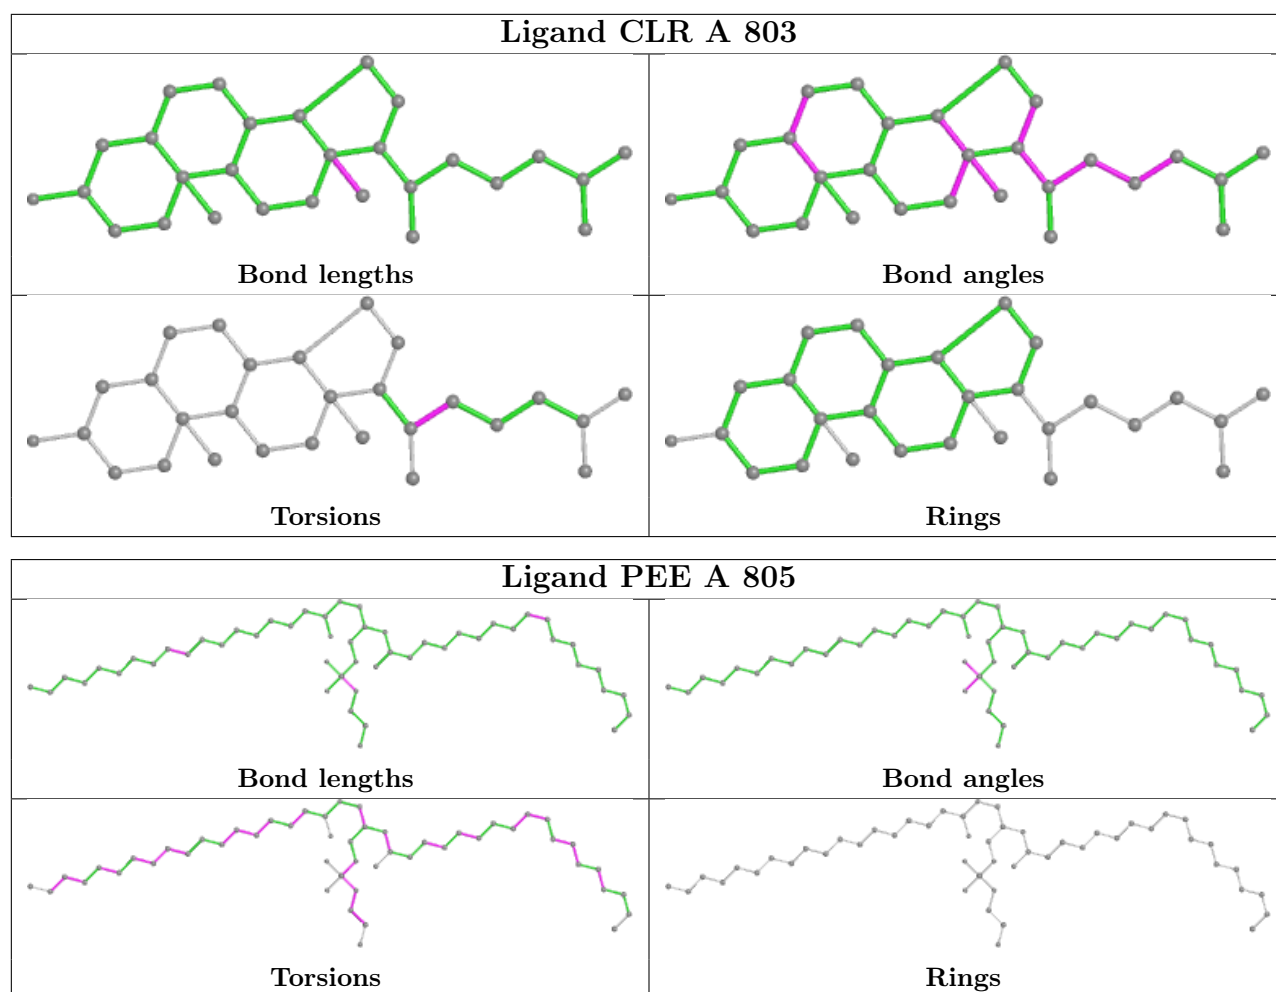 Ligand CLR A 803
Bond lengths
Bond angles
Torsions
Rings
Ligand PEE A 805
Bond lengths
Bond angles
Torsions
Rings